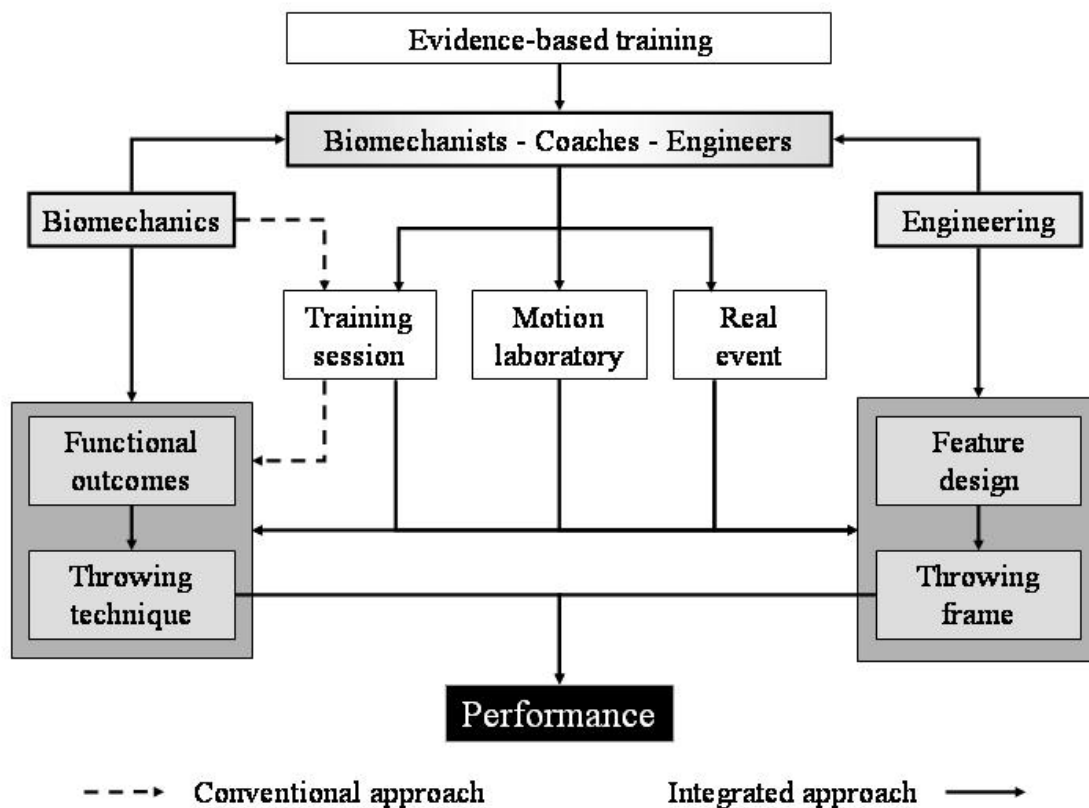 Evidence-based training
Biomechanists - Coaches - Engineers
Biomechanics
Engineering
Training
session
Motion
laboratory
Real
event
Functional
outcomes
Feature
design
Throwing
technique
Throwing
frame
Performance
Conventional approach
Integrated approach